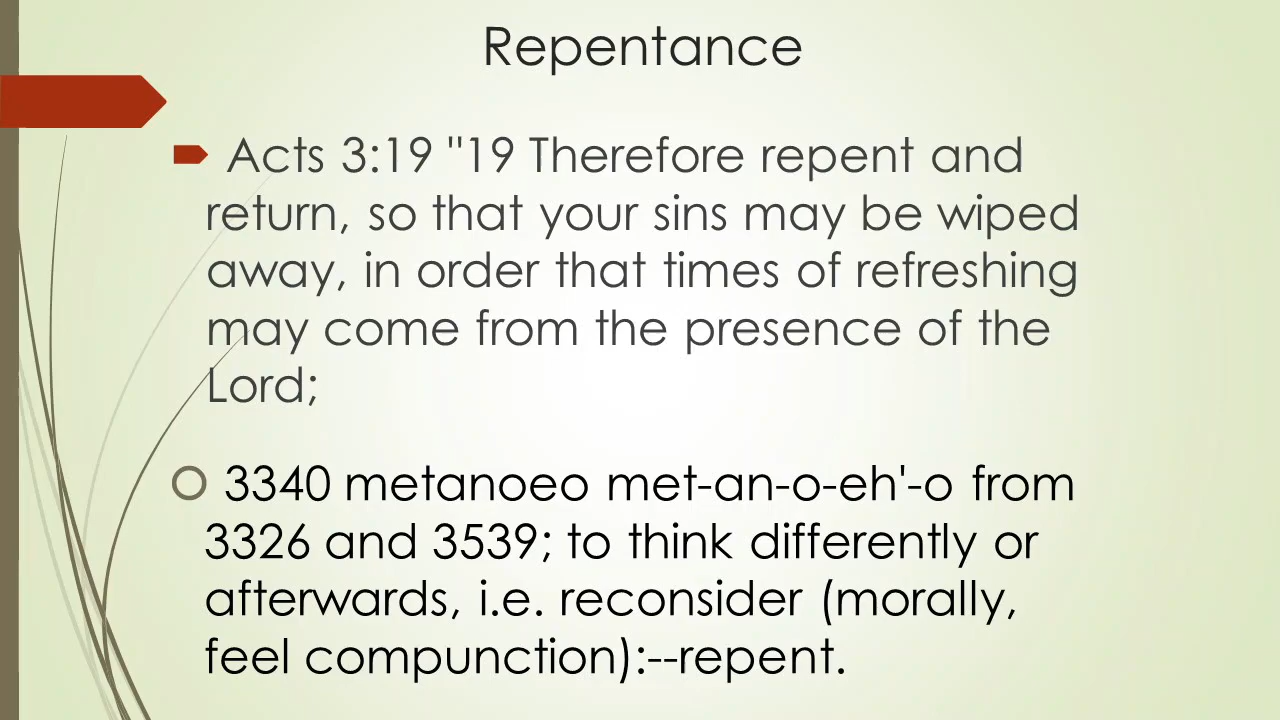 Repentance
Acts 3:19 "19 Therefore repent and
return, so that your sins may be wiped
away, in order that times of refreshing
may come from the presence of the
Lord;
3340 metanoeo met-an-o-eh'-o from
3326 and 3539; to think differently or
afterwards, i.e. reconsider (morally,
feel compunction):--repent.